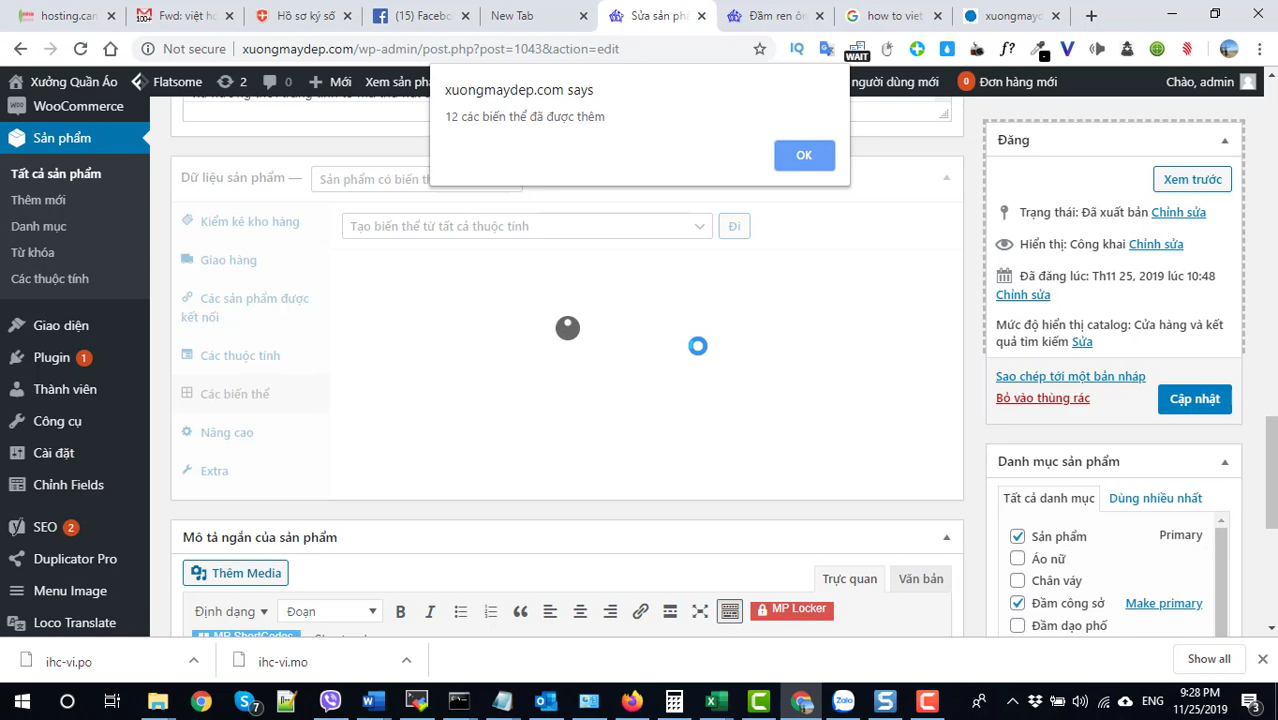 hosting.can
Fwd: việt h
Hồ sơ ký số
(15) Facebo
New Tab
Sửa sản ph
Đầm ren ôn
how to viet
xuongmayd
Not secure
xuongmaydep.com/wp-admin/post.php?post=1043&action=edit
WAIT
Xưởng Quần Áo
Flatsome
2
0
Mới
Xem sản phẩ
người dùng mới
0
Đơn hàng mới
Chào, admin
xuongmaydep.com says
12 các biến thể đã được thêm
OK
WooCommerce
Sản phẩm
Tất cả sản phẩm
Thêm mới
Danh mục
Từ khóa
Các thuộc tính
Giao diện
Plugin 1
Thành viên
Công cụ
Cài đặt
Chỉnh Fields
SEO 2
Duplicator Pro
Menu Image
Loco Translate
Dữ liệu sản phẩm —
Sản phẩm có biến th
Kiểm kê kho hàng
Giao hàng
Các sản phẩm được
kết nối
Các thuộc tính
Các biến thể
Nâng cao
Extra
Tạo biến thể từ tất cả thuộc tính
Đi
Mô tả ngắn của sản phẩm
Thêm Media
Trực quan
Văn bản
Định dạng
Đoạn
MP Locker
MP ShortCodes
Đăng
Xem trước
Trạng thái: Đã xuất bản Chỉnh sửa
Hiển thị: Công khai Chỉnh sửa
Đã đăng lúc: Th11 25, 2019 lúc 10:48
Chỉnh sửa
Mức độ hiển thị catalog: Cửa hàng và kết
quả tìm kiếm Sửa
Sao chép tới một bản nháp
Bỏ vào thùng rác
Cập nhật
Danh mục sản phẩm
Tất cả danh mục
Dùng nhiều nhất
Sản phẩm
Primary
Áo nữ
Chân váy
Đầm công sở
Make primary
Đầm dạo phố
ihc-vi.po
ihc-vi.mo
Show all
7
3
ENG
9:28 PM
11/25/2019